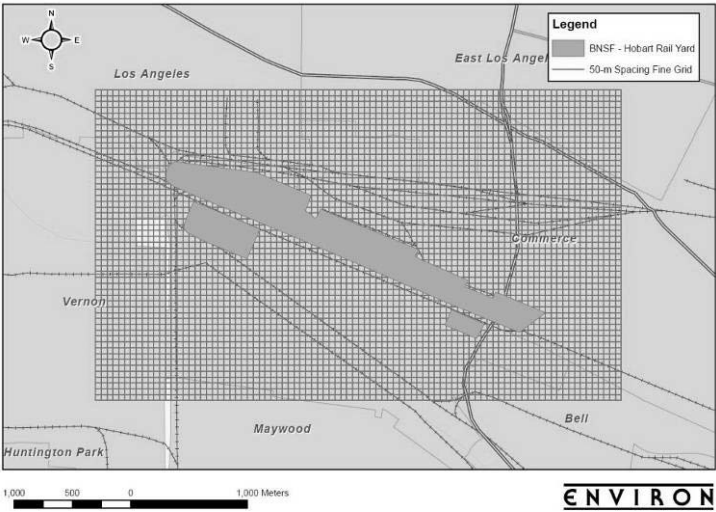 N
W E
S
Legend
BNSF - Hobart Rail Yard
50-m Spacing Fine Grid
East Los Angel
Los Angeles
Commerce
Vernon
Bell
Maywood
Huntington Park
1,000 500 0 1,000 Meters
ENVIRON